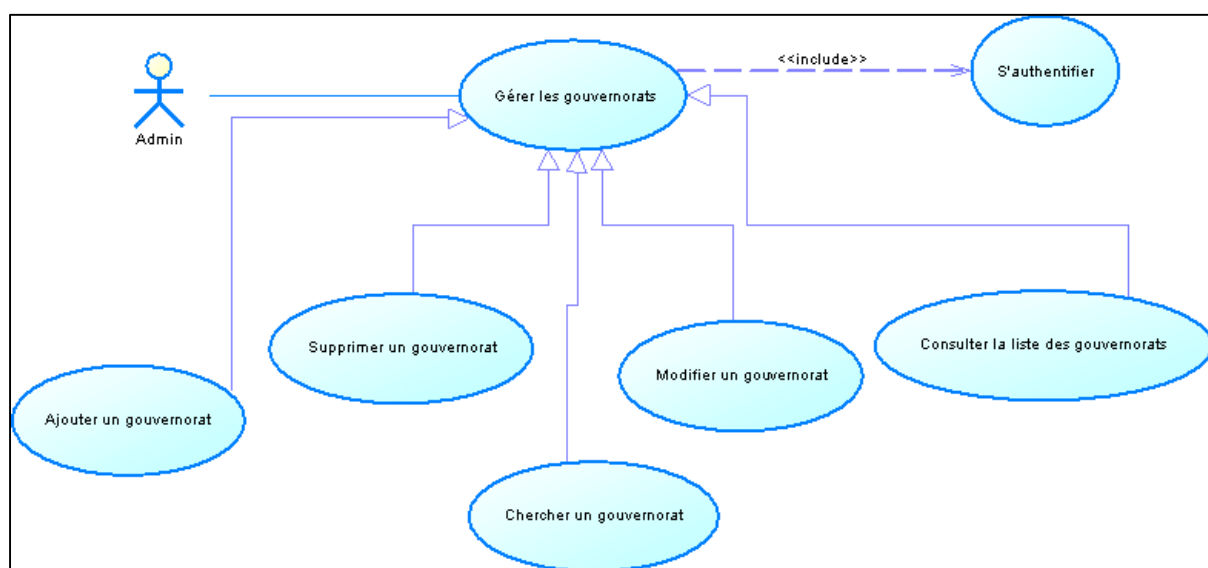 <<include>>
S'authentifier
Gérer les gouvernorats
Admin
Supprimer un gouvernorat
Consulter la liste des gouvernorats
Modifier un gouvernorat
Ajouter un gouvernorat
Chercher un gouvernorat